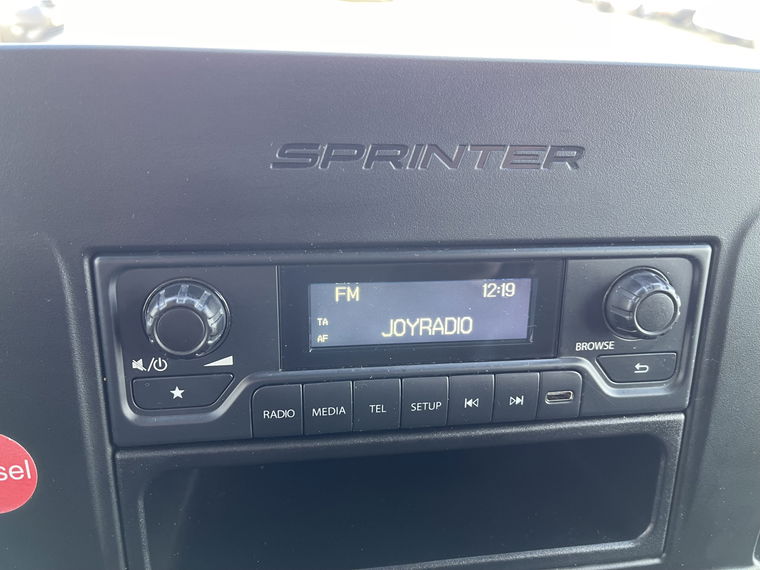 SPRINTER
FM 12:19
TA
JOYRADIO
AF
BROWSE
RADIO MEDIA TEL SETUP
sel